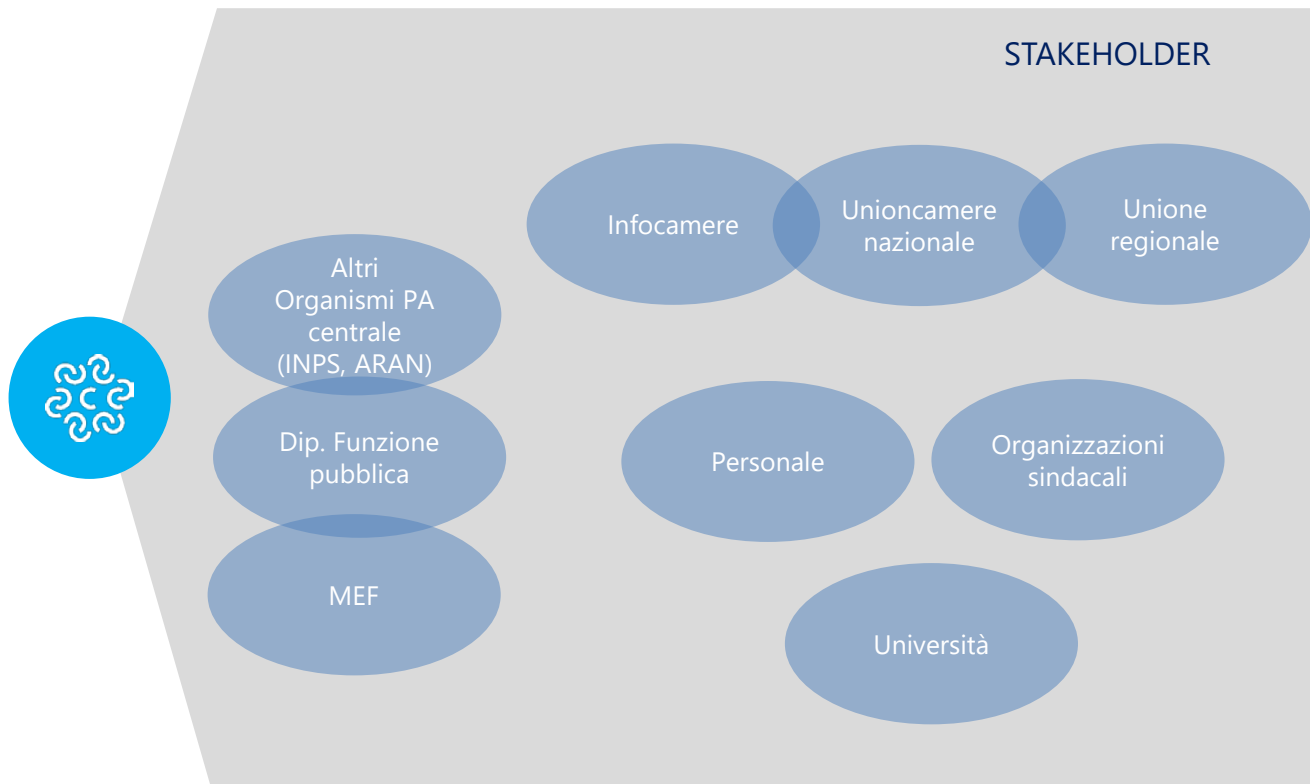 STAKEHOLDER
Infocamere
Unioncamere
nazionale
Unione
regionale
Altri
Organismi PA
centrale
(INPS, ARAN)
Dip. Funzione
pubblica
MEF
Personale
Organizzazioni
sindacali
Università